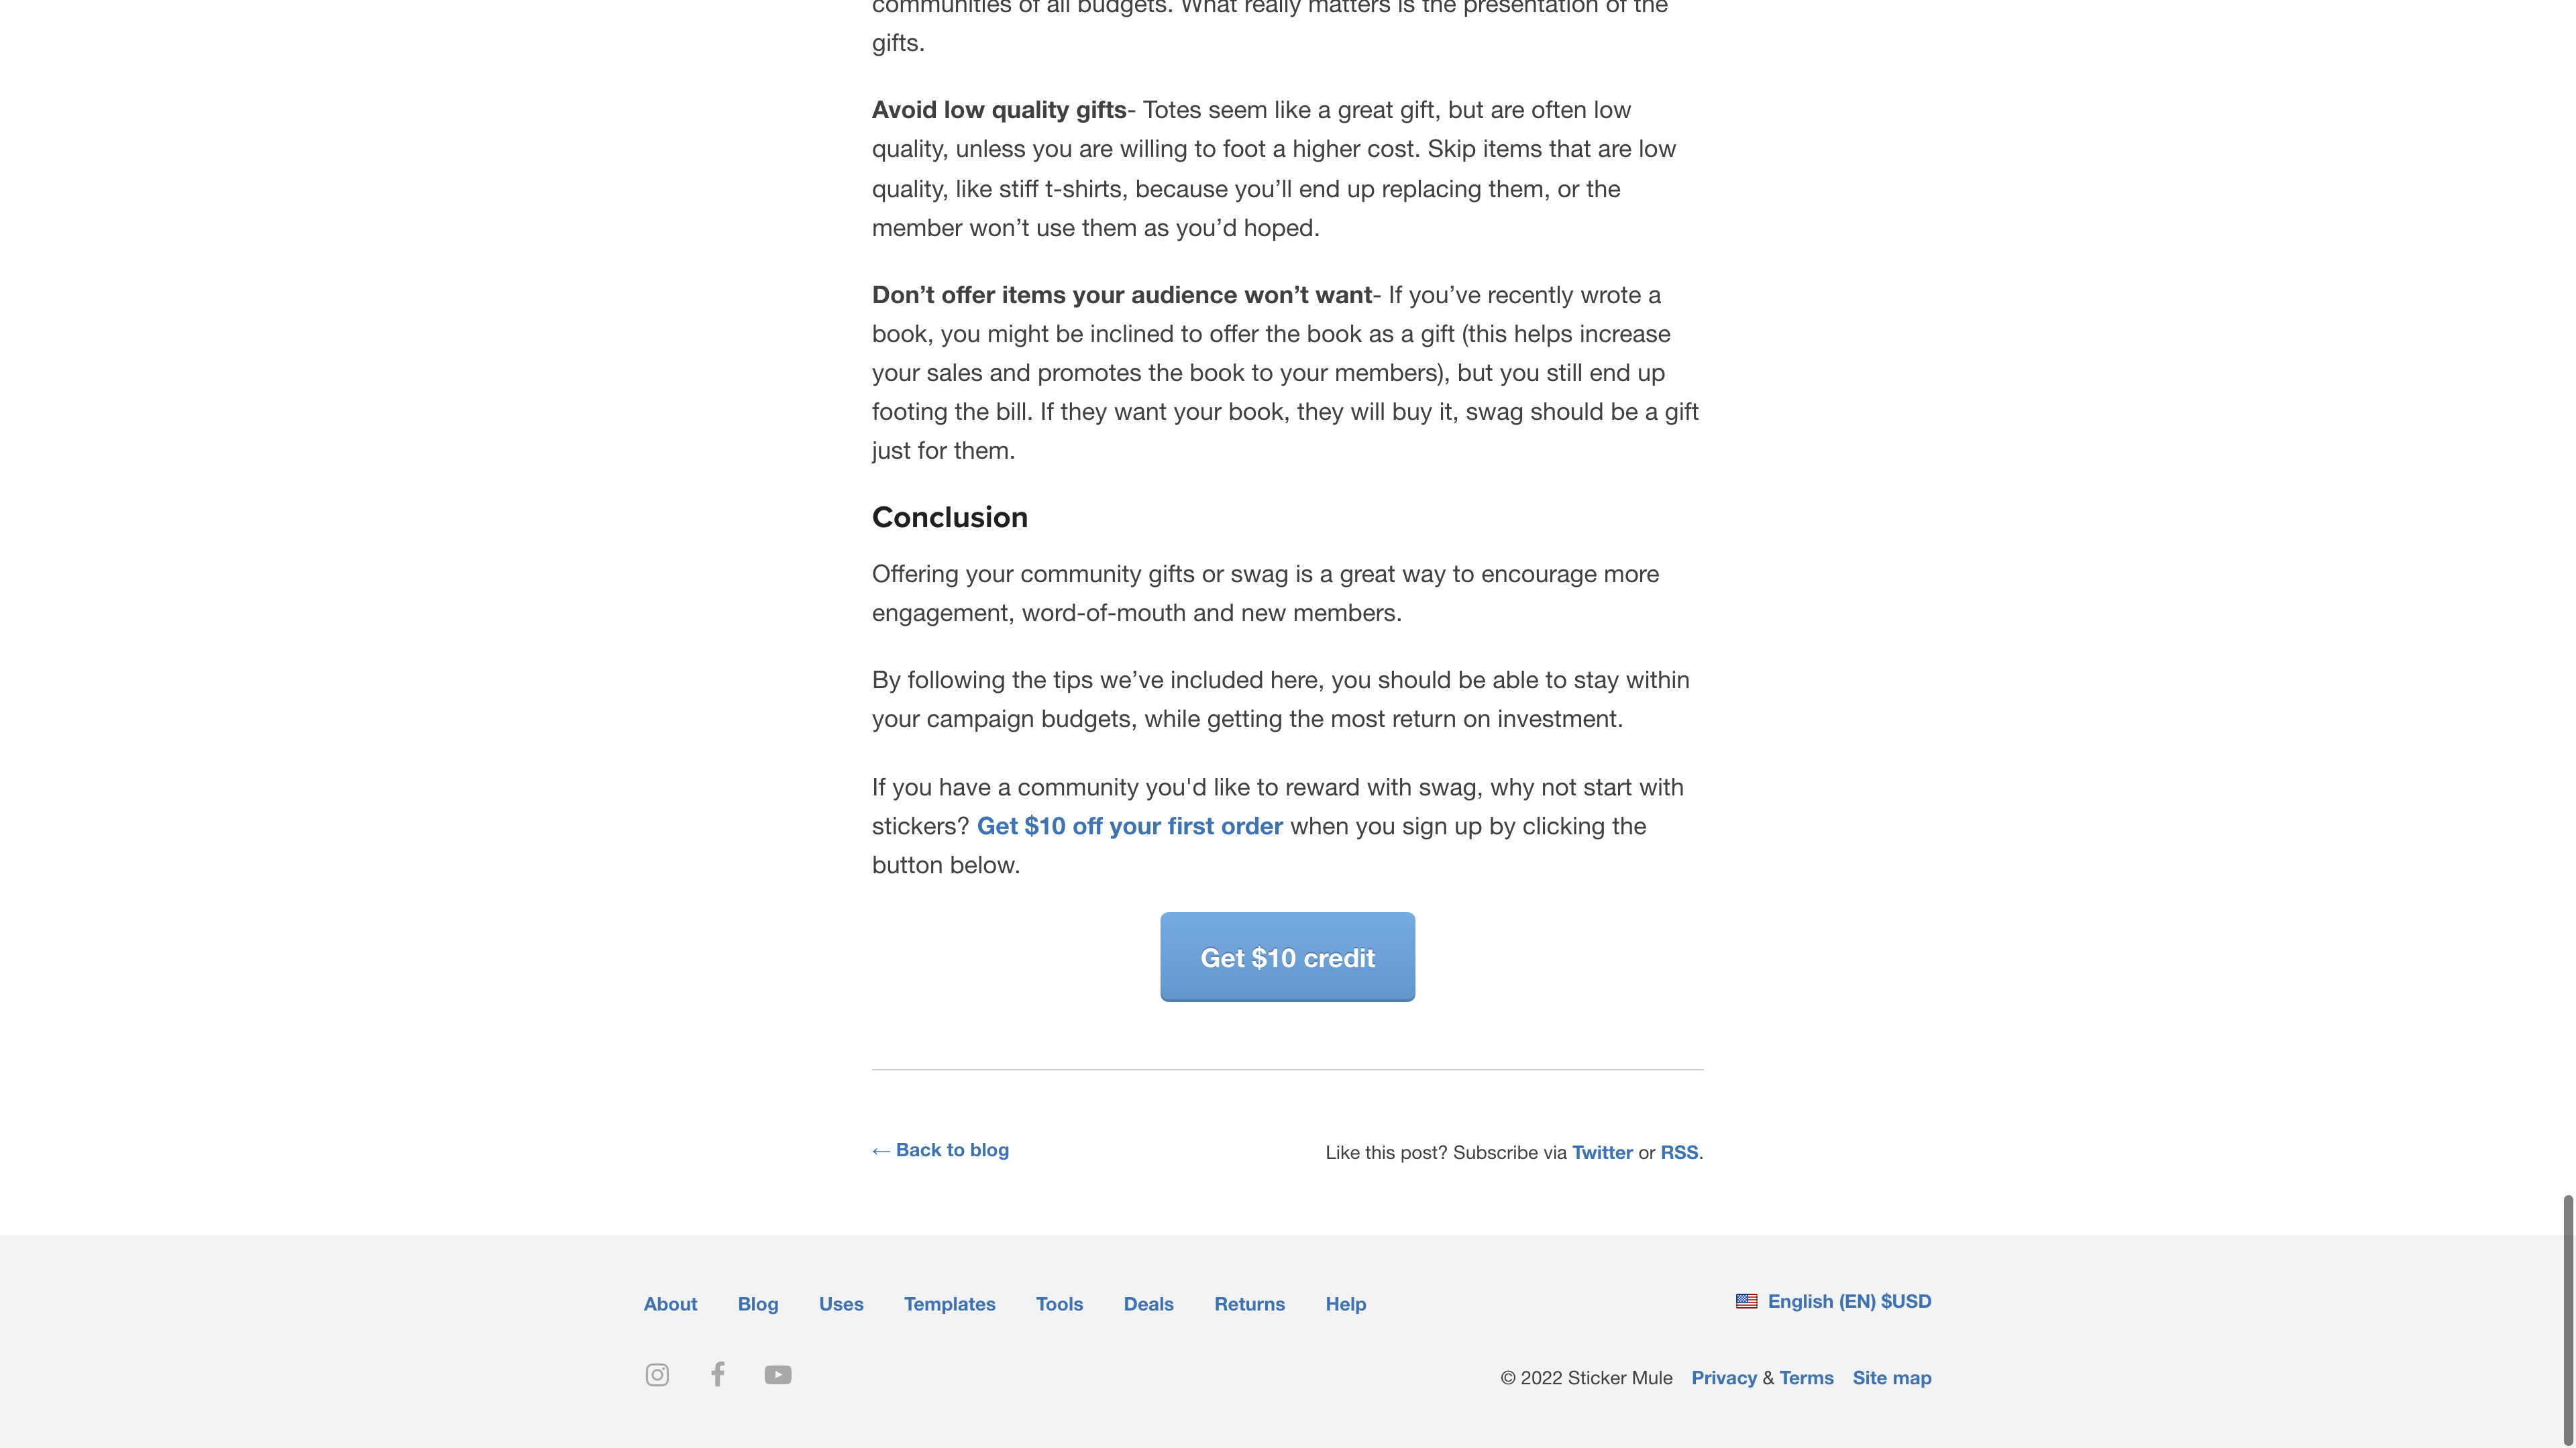 communities of all budgets. What really matters is the presentation of the
gifts.
Avoid low quality gifts- Totes seem like a great gift, but are often low
quality, unless you are willing to foot a higher cost. Skip items that are low
quality, like stiff t-shirts, because you’ll end up replacing them, or the
member won’t use them as you’d hoped.
Don’t offer items your audience won’t want- If you’ve recently wrote a
book, you might be inclined to offer the book as a gift (this helps increase
your sales and promotes the book to your members), but you still end up
footing the bill. If they want your book, they will buy it, swag should be a gift
just for them.
Conclusion
Offering your community gifts or swag is a great way to encourage more
engagement, word-of-mouth and new members.
By following the tips we’ve included here, you should be able to stay within
your campaign budgets, while getting the most return on investment.
If you have a community you'd like to reward with swag, why not start with
stickers? Get $10 off your first order when you sign up by clicking the
button below.
Get $10 credit
← Back to blog
Like this post? Subscribe via Twitter or RSS.
About Blog Uses Templates Tools Deals Returns Help
English (EN) $USD
© 2022 Sticker Mule Privacy & Terms Site map